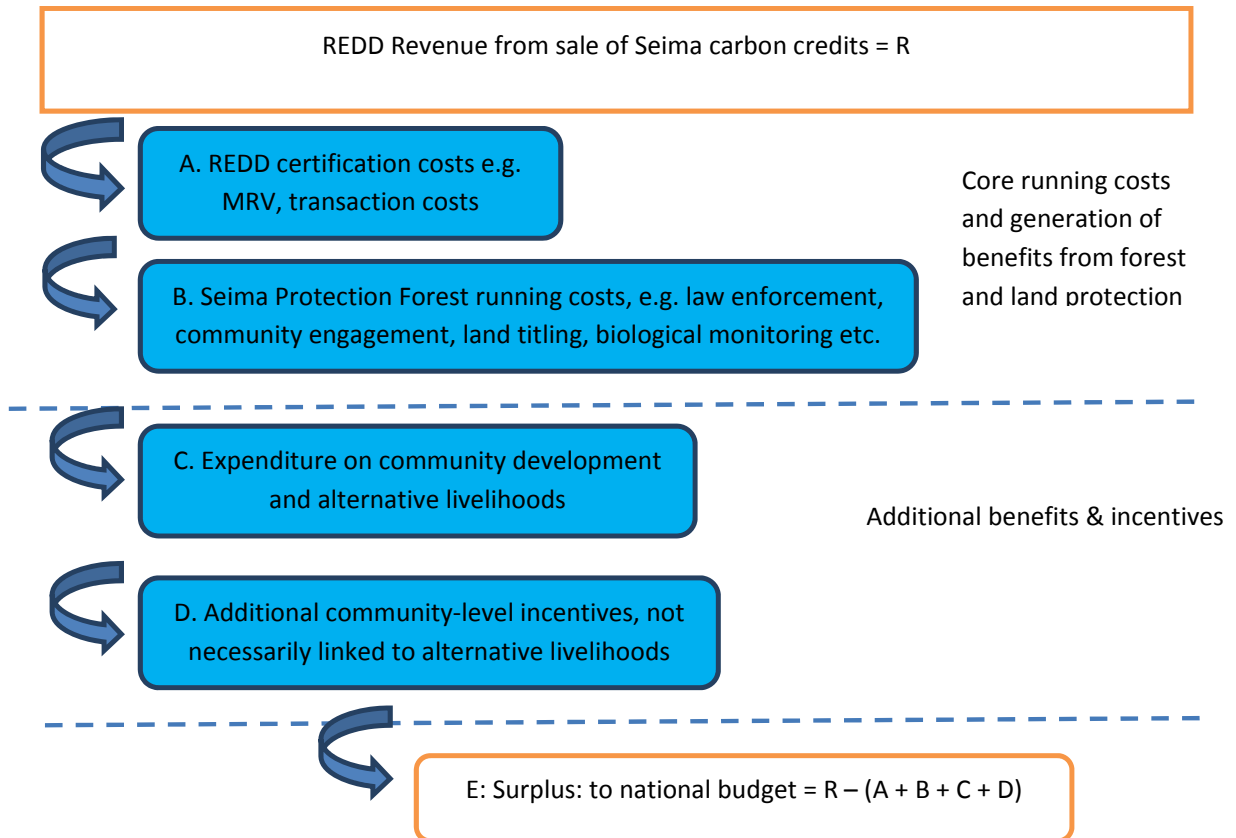 REDD Revenue from sale of Seima carbon credits = R
A. REDD certification costs e.g.
MRV, transaction costs
Core running costs
and generation of
benefits from forest
and land protection
B. Seima Protection Forest running costs, e.g. law enforcement,
community engagement, land titling, biological monitoring etc.
C. Expenditure on community development
and alternative livelihoods
Additional benefits & incentives
D. Additional community-level incentives, not
necessarily linked to alternative livelihoods
E: Surplus: to national budget = R – (A + B + C + D)